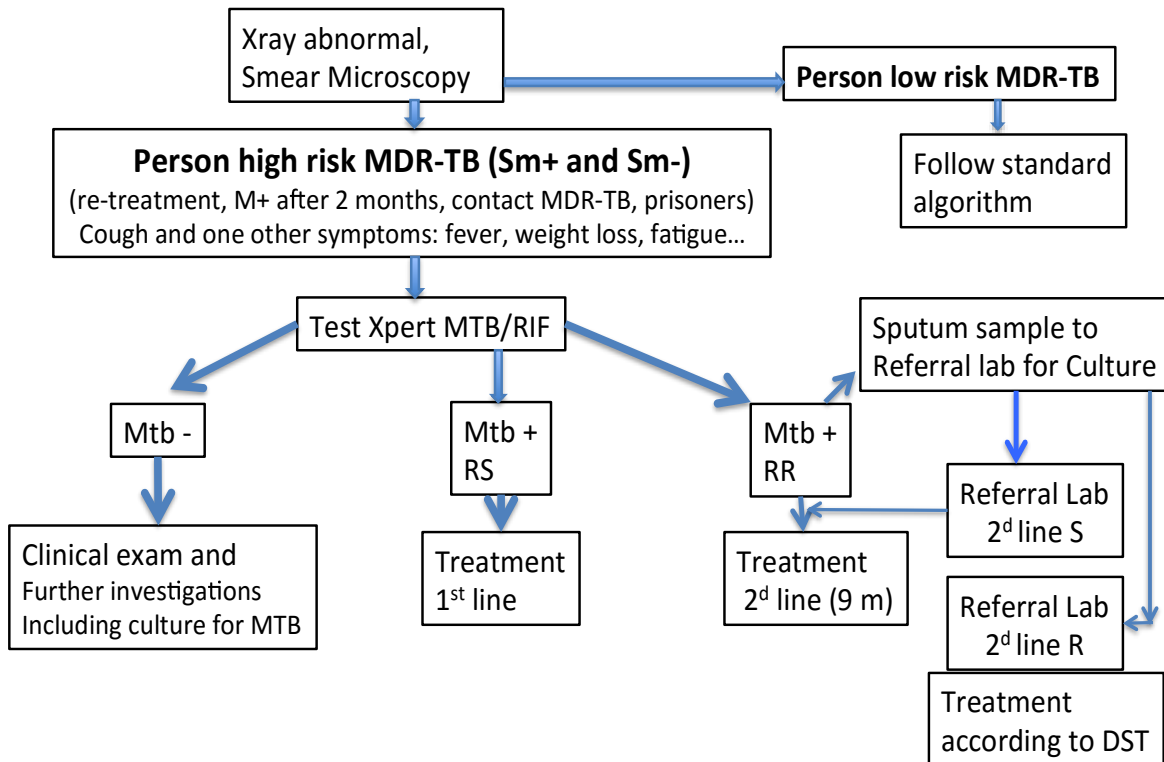 Xray abnormal,
Smear Microscopy
Person low risk MDR-TB
Follow standard
algorithm
Person high risk MDR-TB (Sm+ and Sm-)
(re-treatment, M+ after 2 months, contact MDR-TB, prisoners)
Cough and one other symptoms: fever, weight loss, fatigue...
Test Xpert MTB/RIF
Sputum sample to
Referral lab for Culture
Mtb -
Mtb +
RS
Mtb +
RR
Referral Lab
2d line S
Clinical exam and
Further investigations
Including culture for MTB
Treatment
1st line
Treatment
2d line (9 m)
Referral Lab
2d line R
Treatment
according to DST